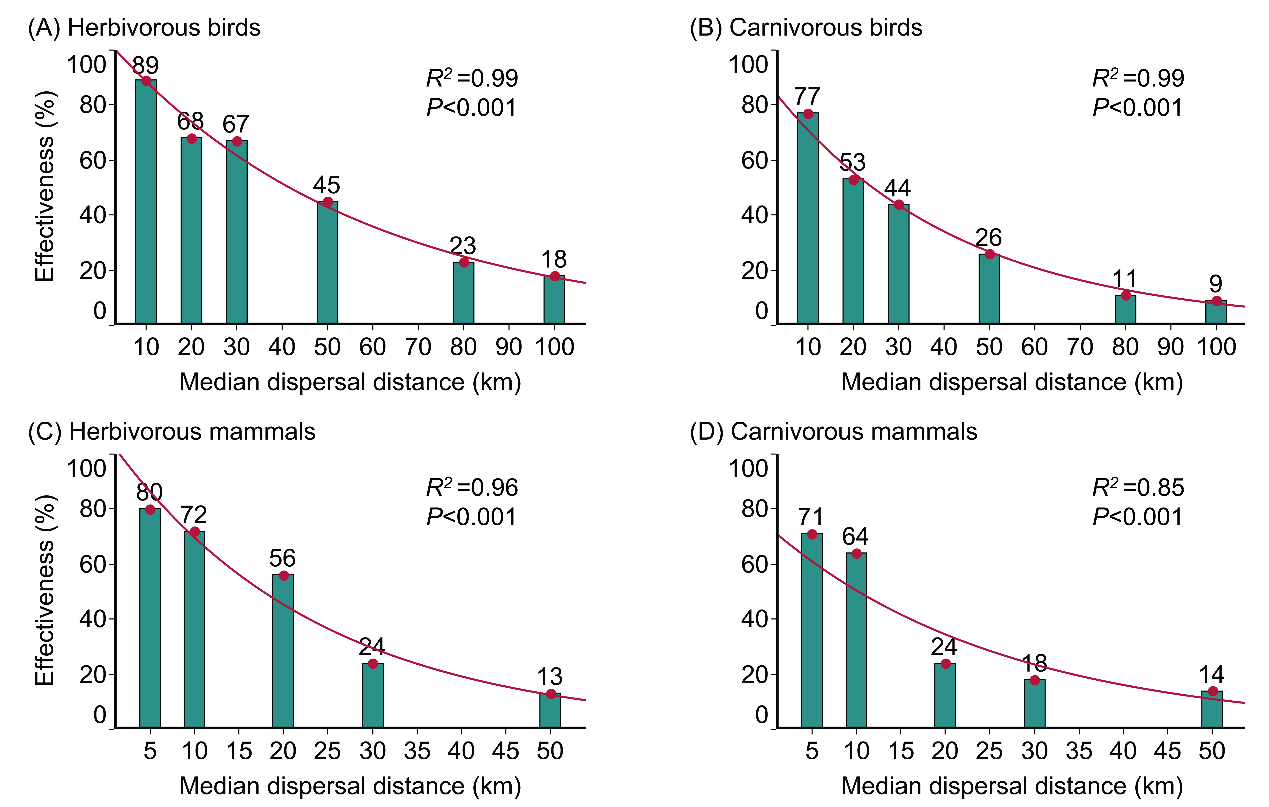 (A) Herbivorous birds
Effectiveness (%)
100
80
60
40
20
0
89
68
67
45
23
18
R² =0.99
P<0.001
10 20 30 40 50 60 70 80 90 100
Median dispersal distance (km)
(B) Carnivorous birds
100
80
60
40
20
0
77
53
44
26
11
9
R² =0.99
P<0.001
10 20 30 40 50 60 70 80 90 100
Median dispersal distance (km)
(C) Herbivorous mammals
Effectiveness (%)
100
80
60
40
20
0
80
72
56
24
13
R² =0.96
P<0.001
5 10 15 20 25 30 35 40 45 50
Median dispersal distance (km)
(D) Carnivorous mammals
100
80
60
40
20
0
71
64
24
18
14
R² =0.85
P<0.001
5 10 15 20 25 30 35 40 45 50
Median dispersal distance (km)